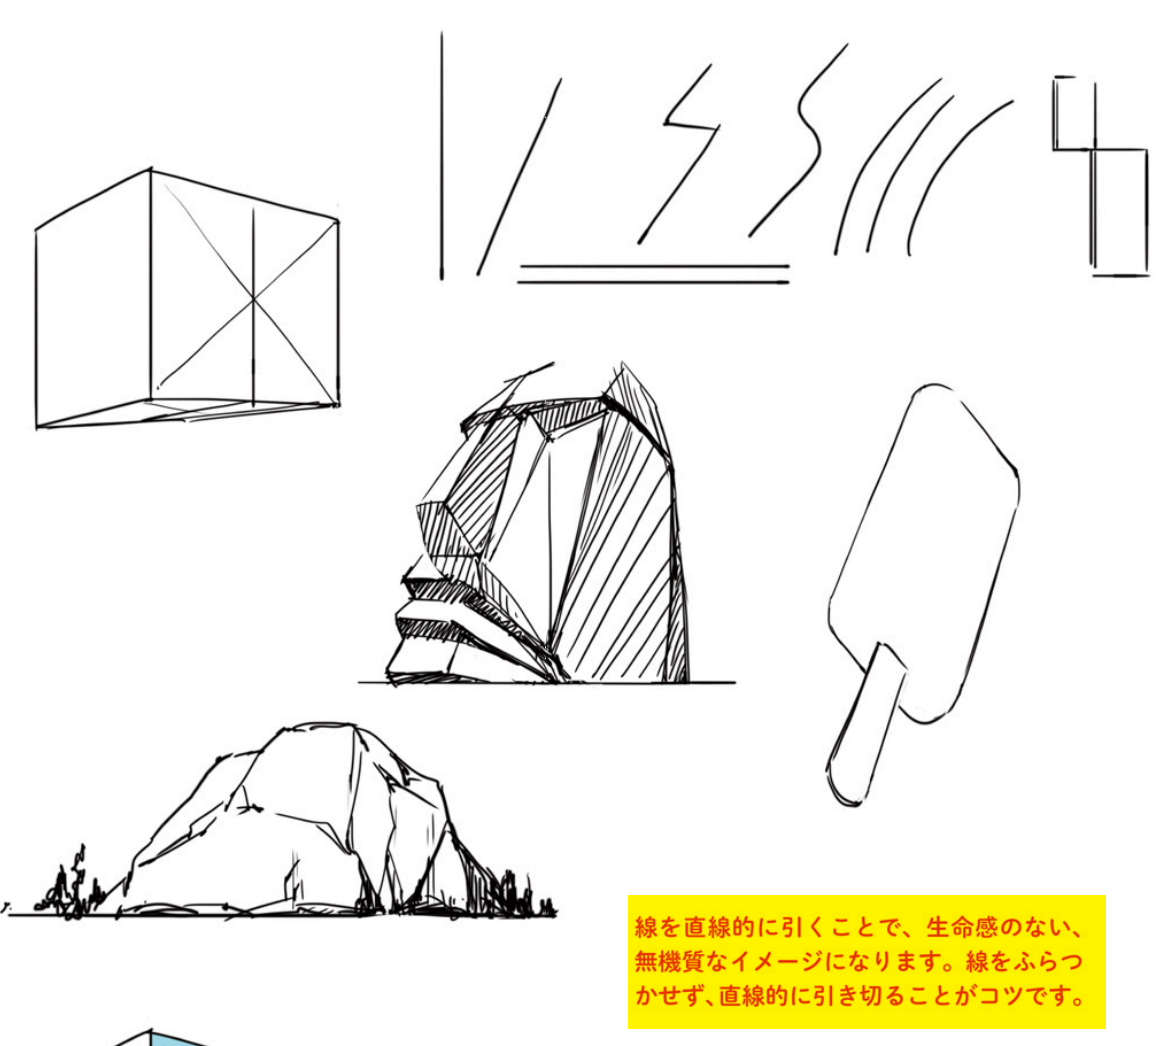 線を直線的に引くことで、生命感のない、
無機質なイメージになります。線をふらつ
かせず、直線的に引き切ることがコツです。